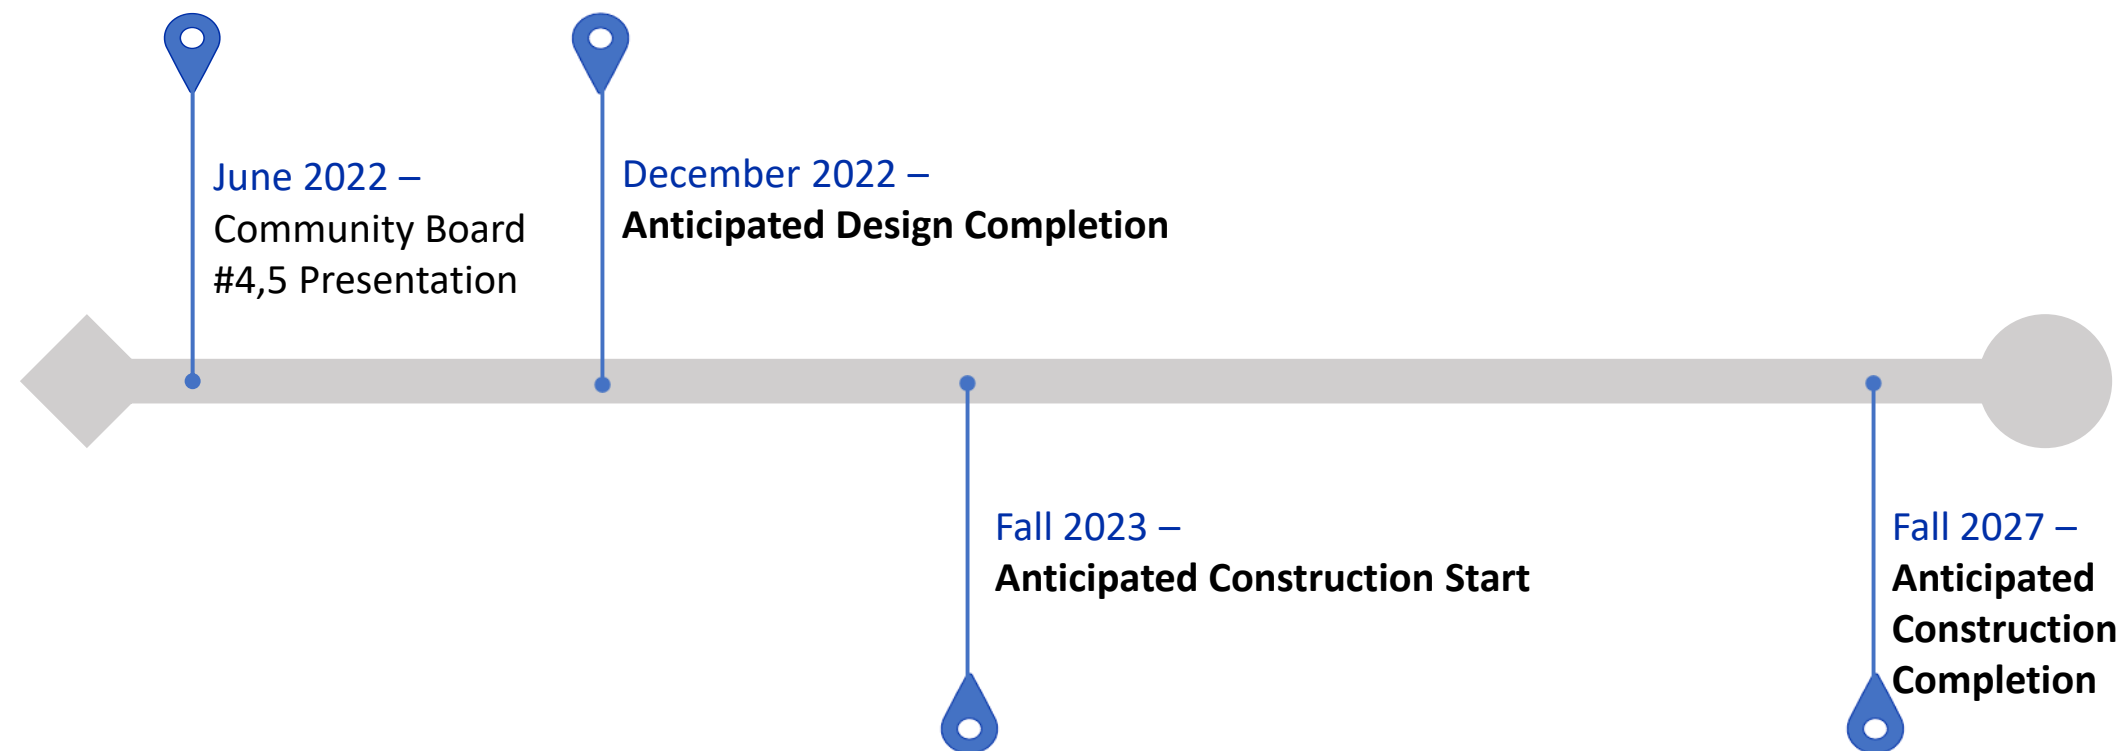 June 2022 –
Community Board
#4,5 Presentation
December 2022 –
Anticipated Design Completion
Fall 2023 –
Anticipated Construction Start
Fall 2027 –
Anticipated
Construction
Completion